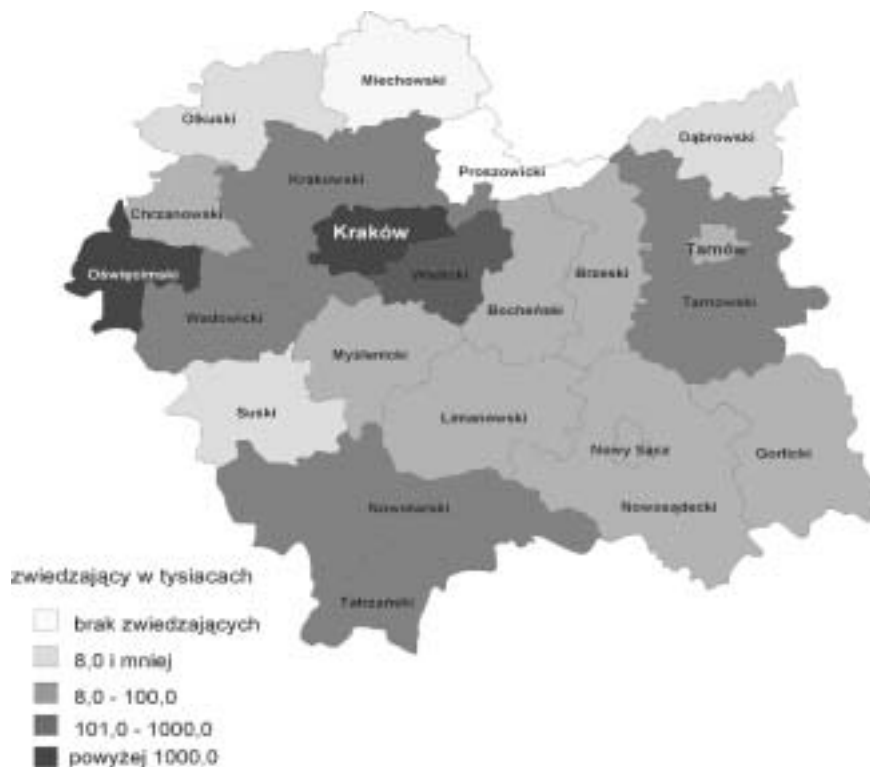 Miechowski
Olkuski
Dąbrowski
Proszowicki
Krakowski
Chrzanowski
Kraków
Tarnów
Oświęcimski
Wielicki
Brzeski
Bocheński
Tarnowski
Wadowicki
Myślenicki
Suski
Limanowski
Nowy Sącz
Gorlicki
Nowosądecki
Nowotarski
Tatrzański
zwiedzający w tysiacach
brak zwiedzających
8,0 i mniej
8,0 - 100,0
101,0 - 1000,0
powyżej 1000,0